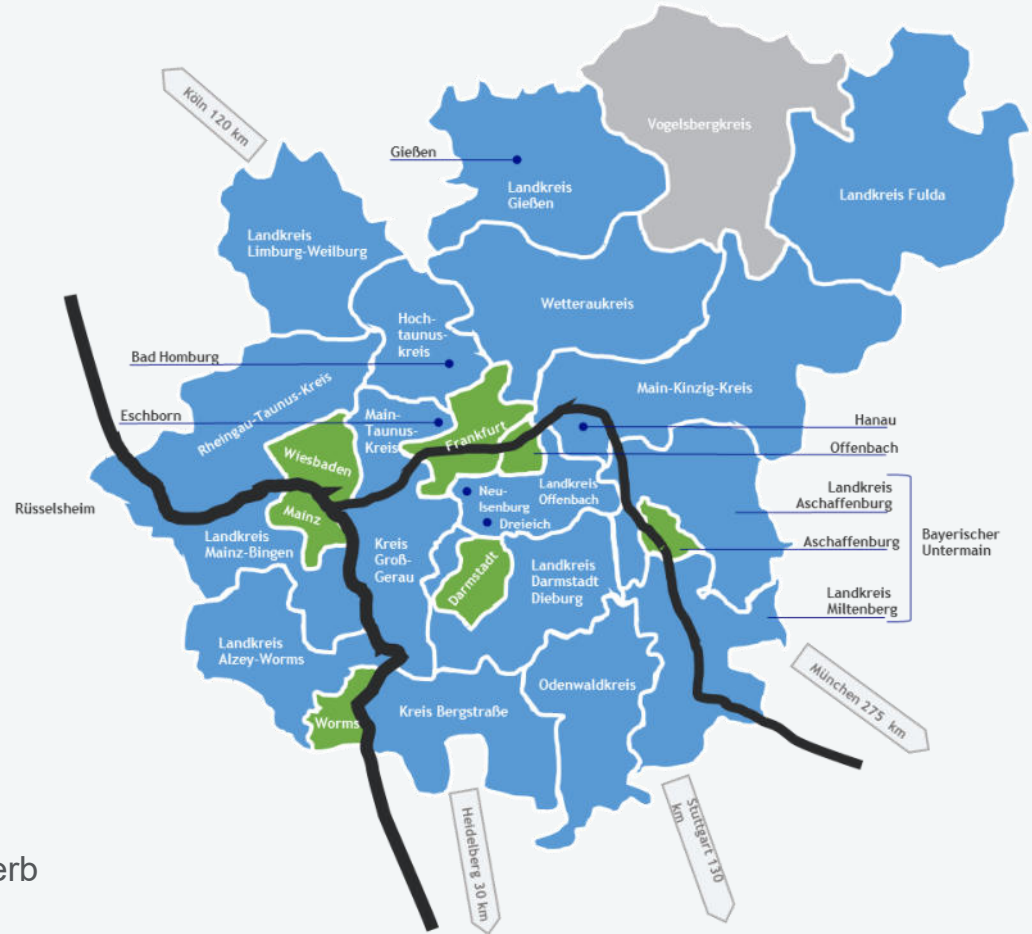 Köln 120 km
Vogelsbergkreis
Gießen
Landkreis
Gießen
Landkreis Fulda
Landkreis
Limburg-Weilburg
Wetteraukreis
Hoch-
taunus-
kreis
Bad Homburg
Rheingau-Taunus-Kreis
Main-Kinzig-Kreis
Eschborn
Main-
Taunus-
Kreis
Frankfurt
Hanau
Offenbach
Wiesbaden
Landkreis
Offenbach
Neu-
Isenburg
Dreieich
Landkreis
Aschaffenburg
Rüsselsheim
Mainz
Landkreis
Mainz-Bingen
Kreis
Groß-
Gerau
Darmstadt
Landkreis
Darmstadt
Dieburg
Aschaffenburg
Bayerischer
Untermain
Landkreis
Miltenberg
Landkreis
Alzey-Worms
Odenwaldkreis
Worms
Kreis Bergstraße
München 275 km
Heidelberg 30 km
Stuttgart 130
km
erb